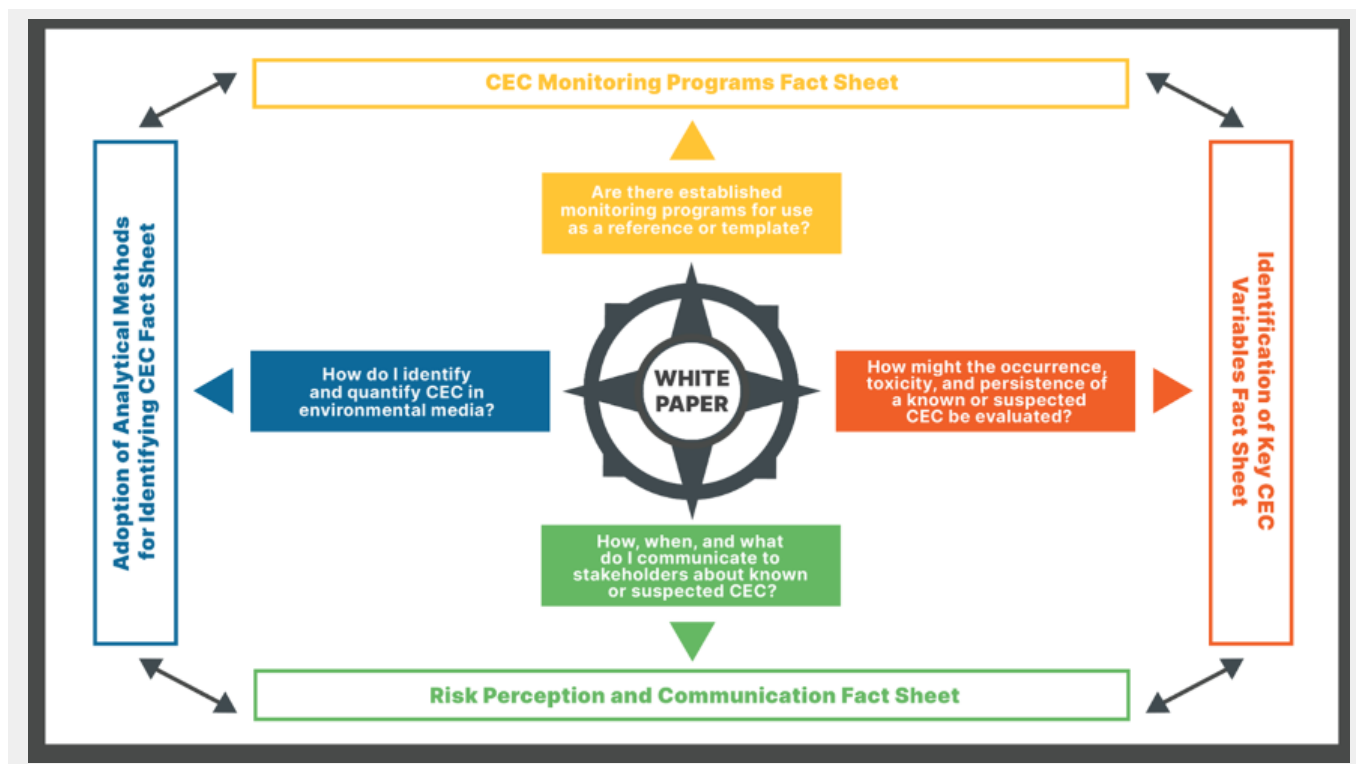 CEC Monitoring Programs Fact Sheet
Are there established
monitoring programs for use
as a reference or template?
Adoption of Analytical Methods
for Identifying CEC Fact Sheet
How do I identify
and quantify CEC in
environmental media?
WHITE
PAPER
How might the occurrence,
toxicity, and persistence of
a known or suspected
CEC be evaluated?
Identification of Key CEC
Variables Fact Sheet
How, when, and what
do I communicate to
stakeholders about known
or suspected CEC?
Risk Perception and Communication Fact Sheet